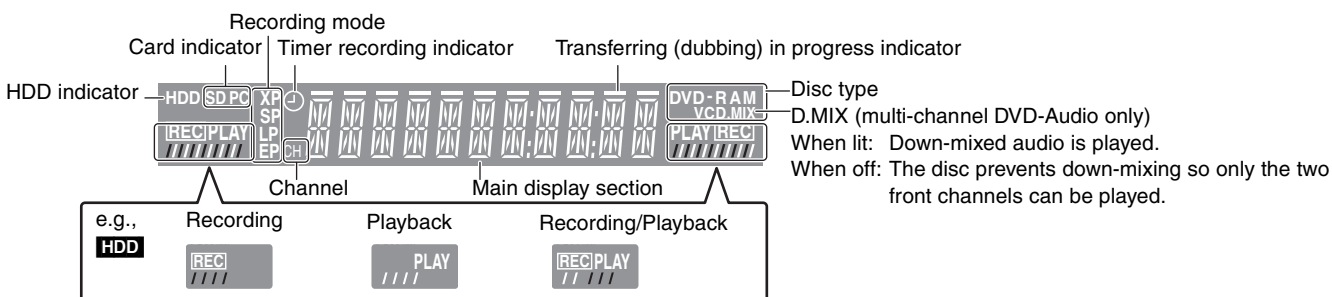 Recording mode
Card indicator
Timer recording indicator
Transferring (dubbing) in progress indicator
HDD indicator
HDD SD PC XP
SP
LP
EP CH
REC PLAY
DVD-RAM
VCD.MIX
PLAY REC
Disc type
D.MIX (multi-channel DVD-Audio only)
When lit: Down-mixed audio is played.
When off: The disc prevents down-mixing so only the two
front channels can be played.
Channel
Main display section
e.g.,
HDD
Recording
Playback
Recording/Playback
REC
PLAY
REC PLAY